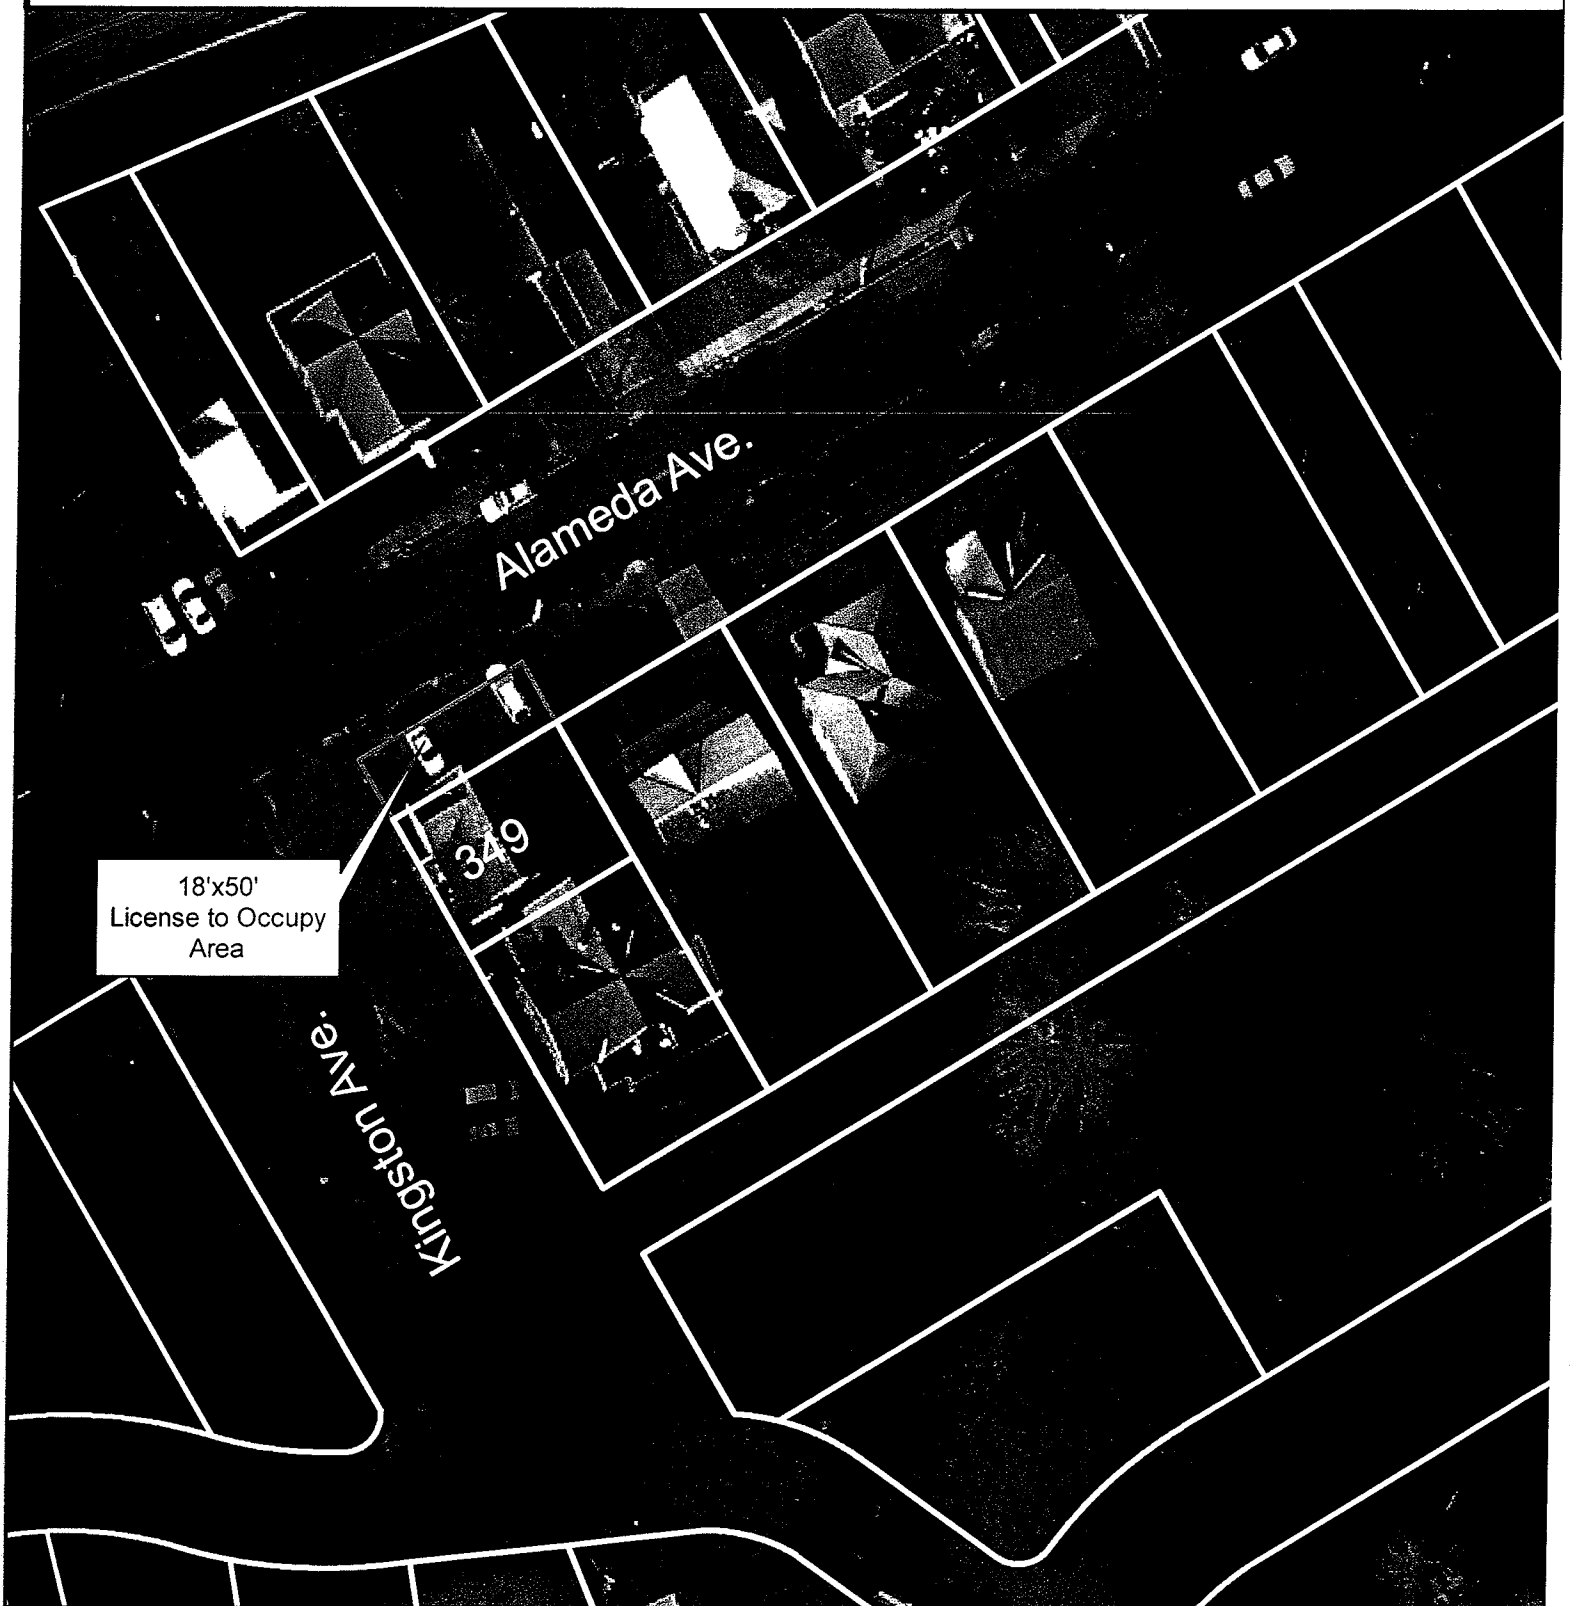 Alameda Ave.
349
18'x50'
License to Occupy
Area
Kingston Ave.